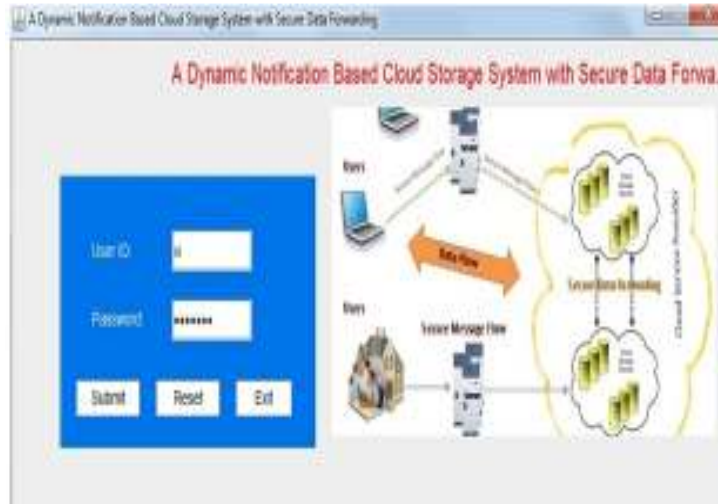 A Dynamic Notification Based Cloud Storage System with Secure Data Forwarding
A Dynamic Notification Based Cloud Storage System with Secure Data Forwa
Users
Data Flow
User ID:
Password:
Submit
Reset
Exit
Users
Secure Message Flow
Secure Data Forwarding
Cloud Service Provider